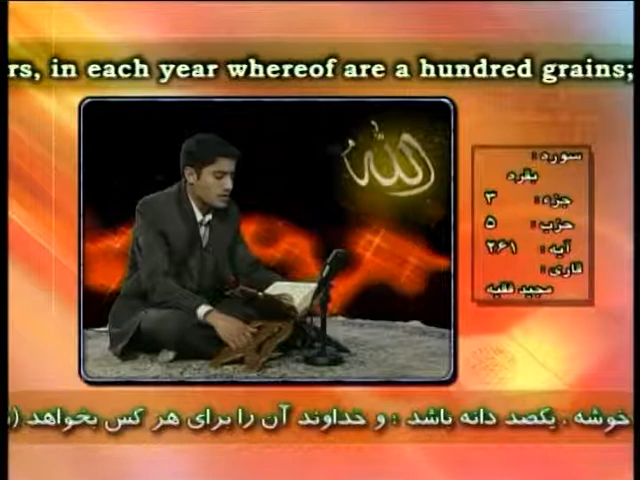 rs, in each year whereof are a hundred grains;
الله
سوره :
بقره
جزء : ۳
حزب : ۵
آیه : ۲۶۱
قاری :
مجید فقیه
خوشه ، یکصد دانه باشد ؛ و خداوند آن را برای هر کس بخواهد (